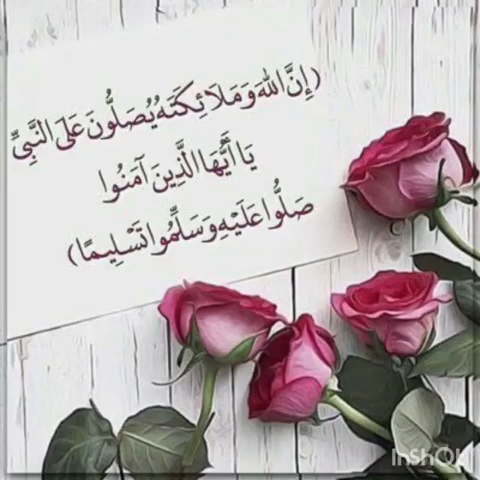 (إِنَّ اللَّهَ وَمَلَائِكَتَهُ يُصَلُّونَ عَلَى النَّبِيِّ
يَا أَيُّهَا الَّذِينَ آمَنُوا
صَلُّوا عَلَيْهِ وَسَلِّمُوا تَسْلِيمًا)
InShOt